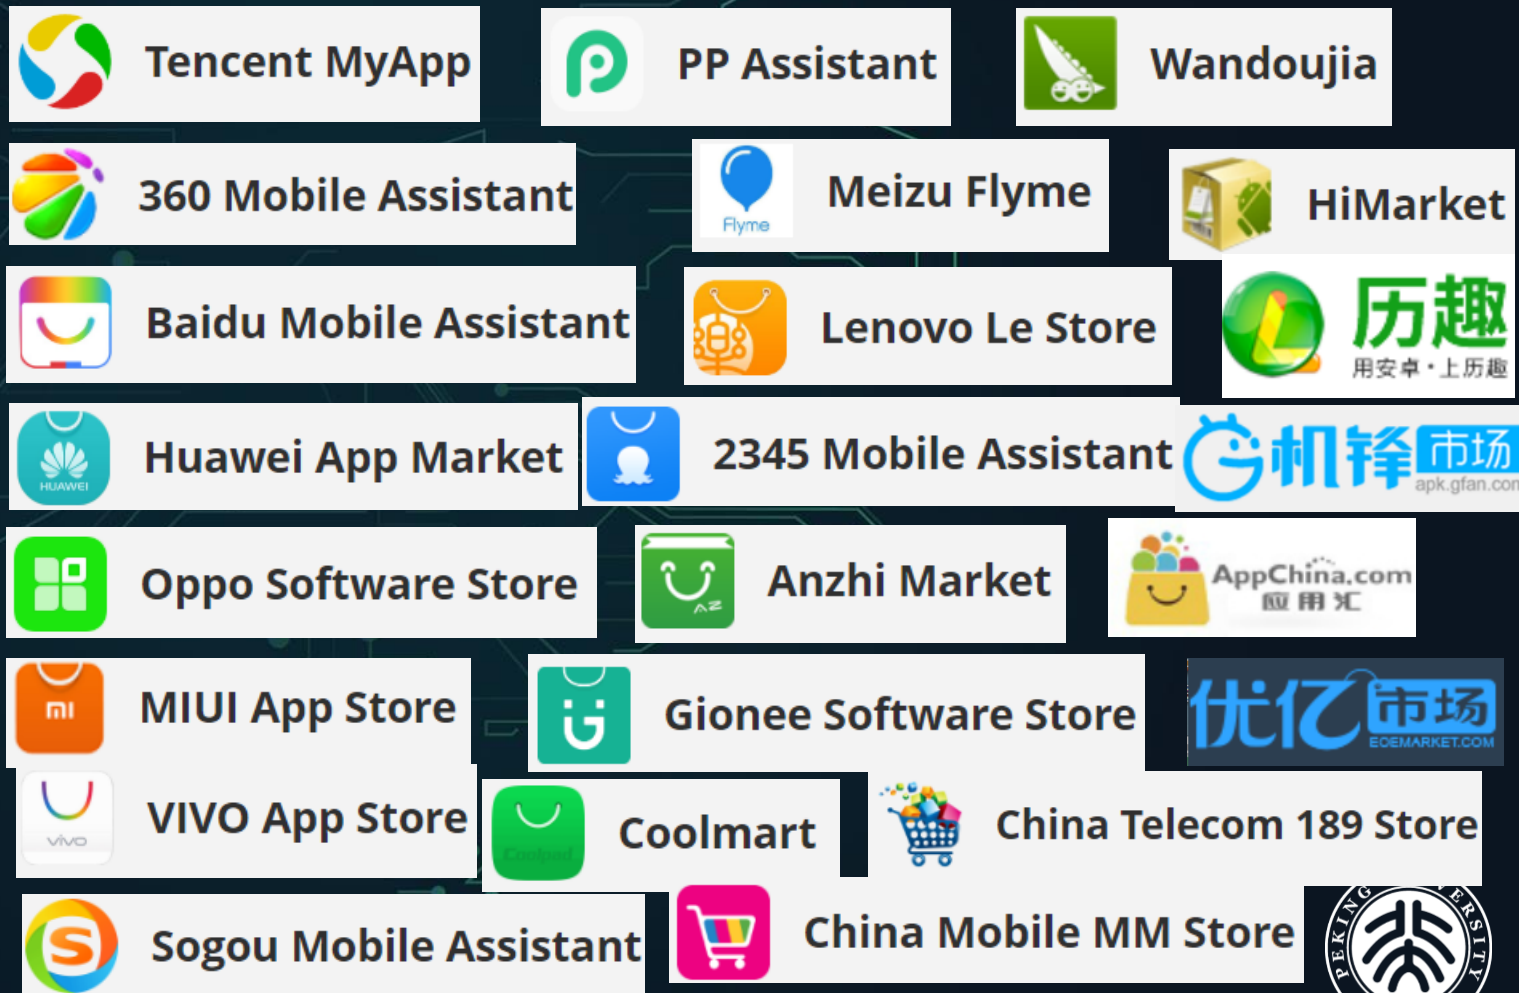 Tencent MyApp
PP Assistant
Wandoujia
360 Mobile Assistant
Flyme
Meizu Flyme
HiMarket
Baidu Mobile Assistant
Lenovo Le Store
历趣
用安卓·上历趣
HUAWEI
Huawei App Market
2345 Mobile Assistant
机锋市场
apk.gfan.com
Oppo Software Store
AZ
Anzhi Market
AppChina.com
应用汇
MI
MIUI App Store
Gionee Software Store
优亿市场
EOEMARKET.COM
vivo
VIVO App Store
Coolpad
Coolmart
China Telecom 189 Store
S
Sogou Mobile Assistant
China Mobile MM Store
PEKING
VERSITY